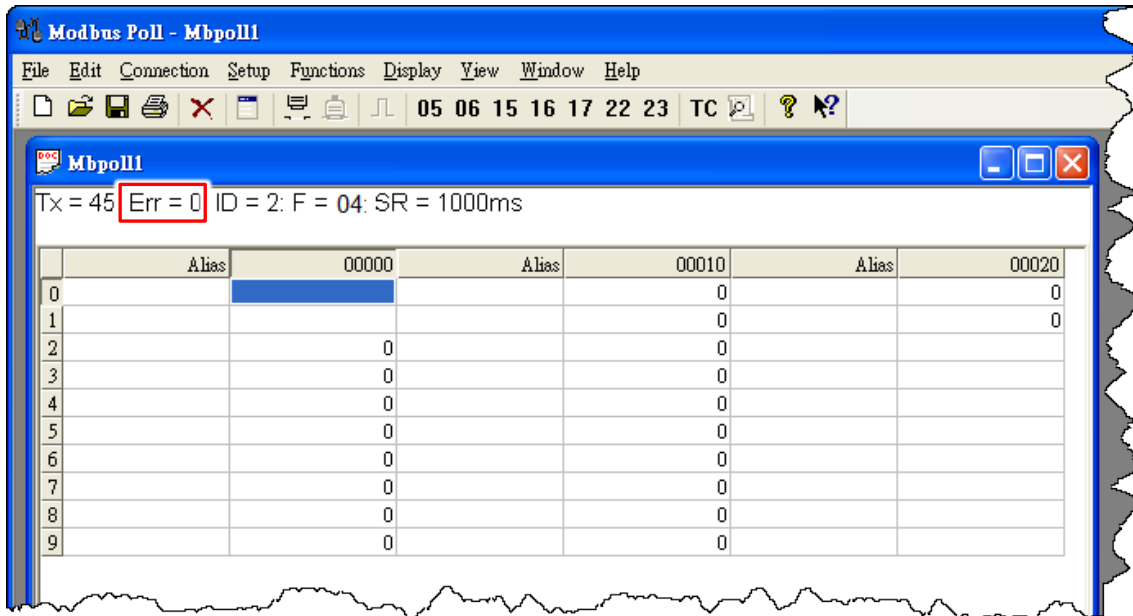 Modbus Poll - Mbpoll1
File Edit Connection Setup Functions Display View Window Help
05 06 15 16 17 22 23 TC
Mbpoll1
Tx = 45 Err = 0 ID = 2: F = 04: SR = 1000ms
Alias 00000 Alias 00010 Alias 00020
0 0 0
1 0 0
2 0 0
3 0 0
4 0 0
5 0 0
6 0 0
7 0 0
8 0 0
9 0 0